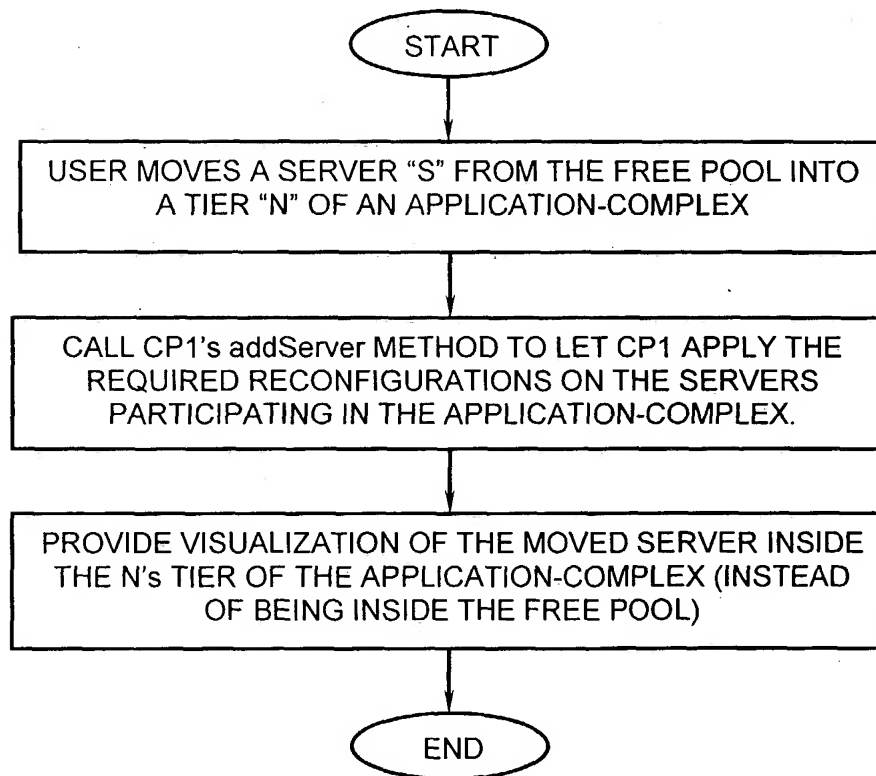 START
USER MOVES A SERVER “S” FROM THE FREE POOL INTO
A TIER “N” OF AN APPLICATION-COMPLEX
CALL CP1's addServer METHOD TO LET CP1 APPLY THE
REQUIRED RECONFIGURATIONS ON THE SERVERS
PARTICIPATING IN THE APPLICATION-COMPLEX.
PROVIDE VISUALIZATION OF THE MOVED SERVER INSIDE
THE N's TIER OF THE APPLICATION-COMPLEX (INSTEAD
OF BEING INSIDE THE FREE POOL)
END